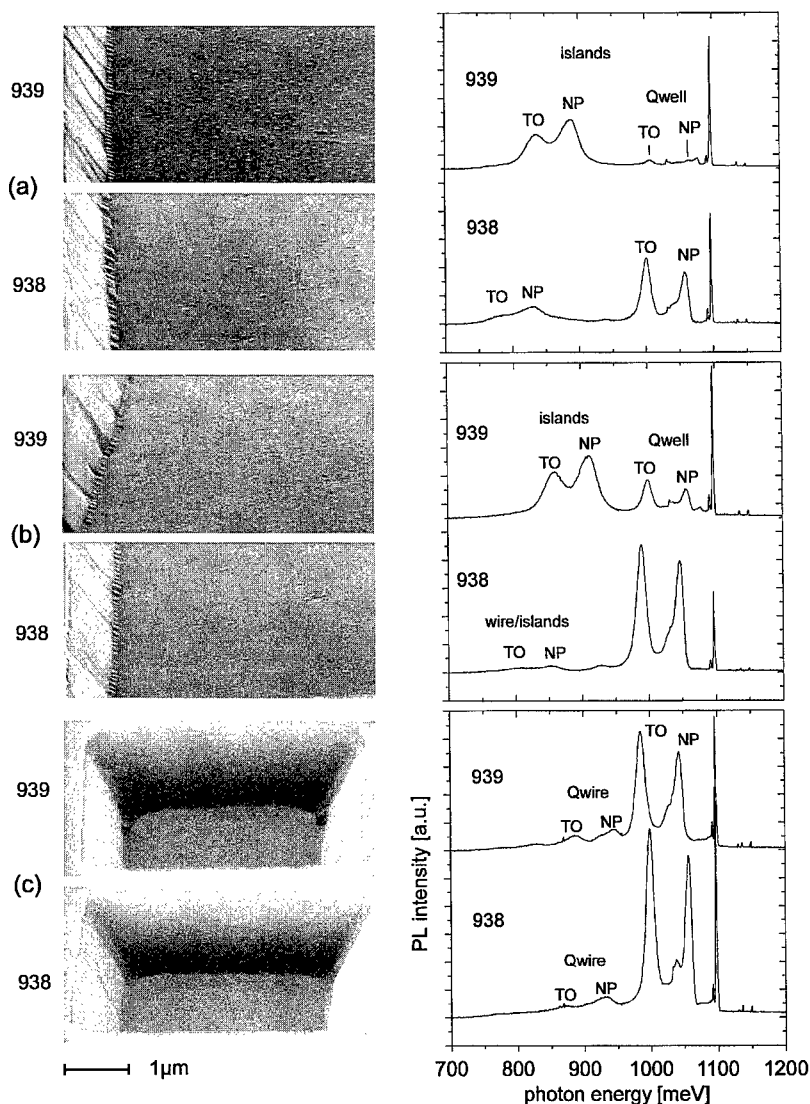 939
(a)
938
939
(b)
938
939
(c)
938
1µm
islands
939
Qwell
TO
NP
TO
NP
938
TO
NP
TO
NP
islands
939
Qwell
TO
NP
TO
NP
938
wire/islands
TO
NP
939
TO
NP
Qwire
TO
NP
938
Qwire
TO
NP
PL intensity [a.u.]
700 800 900 1000 1100 1200
photon energy [meV]